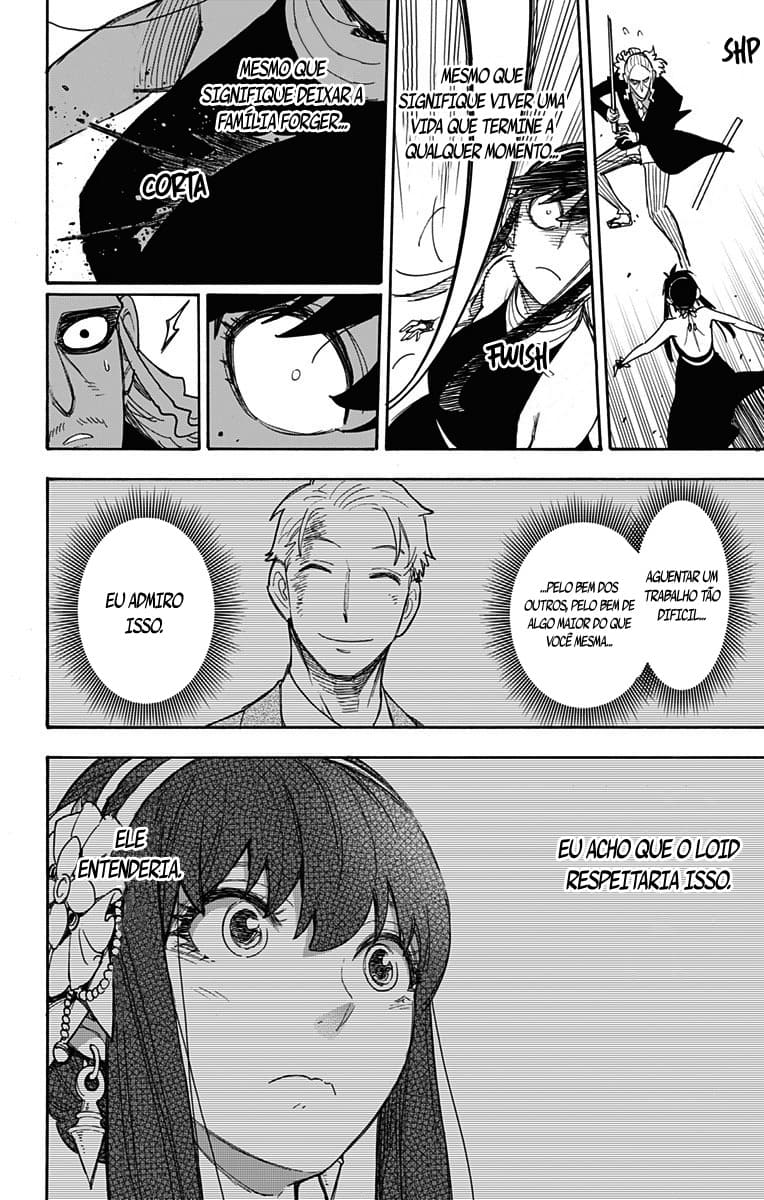 SHP
MESMO QUE
SIGNIFIQUE VIVER UMA
VIDA QUE TERMINE A
QUALQUER MOMENTO...
FWISH
MESMO QUE
SIGNIFIQUE DEIXAR A
FAMÍLIA FORGER...
CORTA
AGUENTAR UM
TRABALHO TÃO
DIFICIL...
...PELO BEM DOS
OUTROS, PELO BEM DE
ALGO MAIOR DO QUE
VOCÊ MESMA...
EU ADMIRO
ISSO.
EU ACHO QUE O LOID
RESPEITARIA ISSO.
ELE
ENTENDERIA.